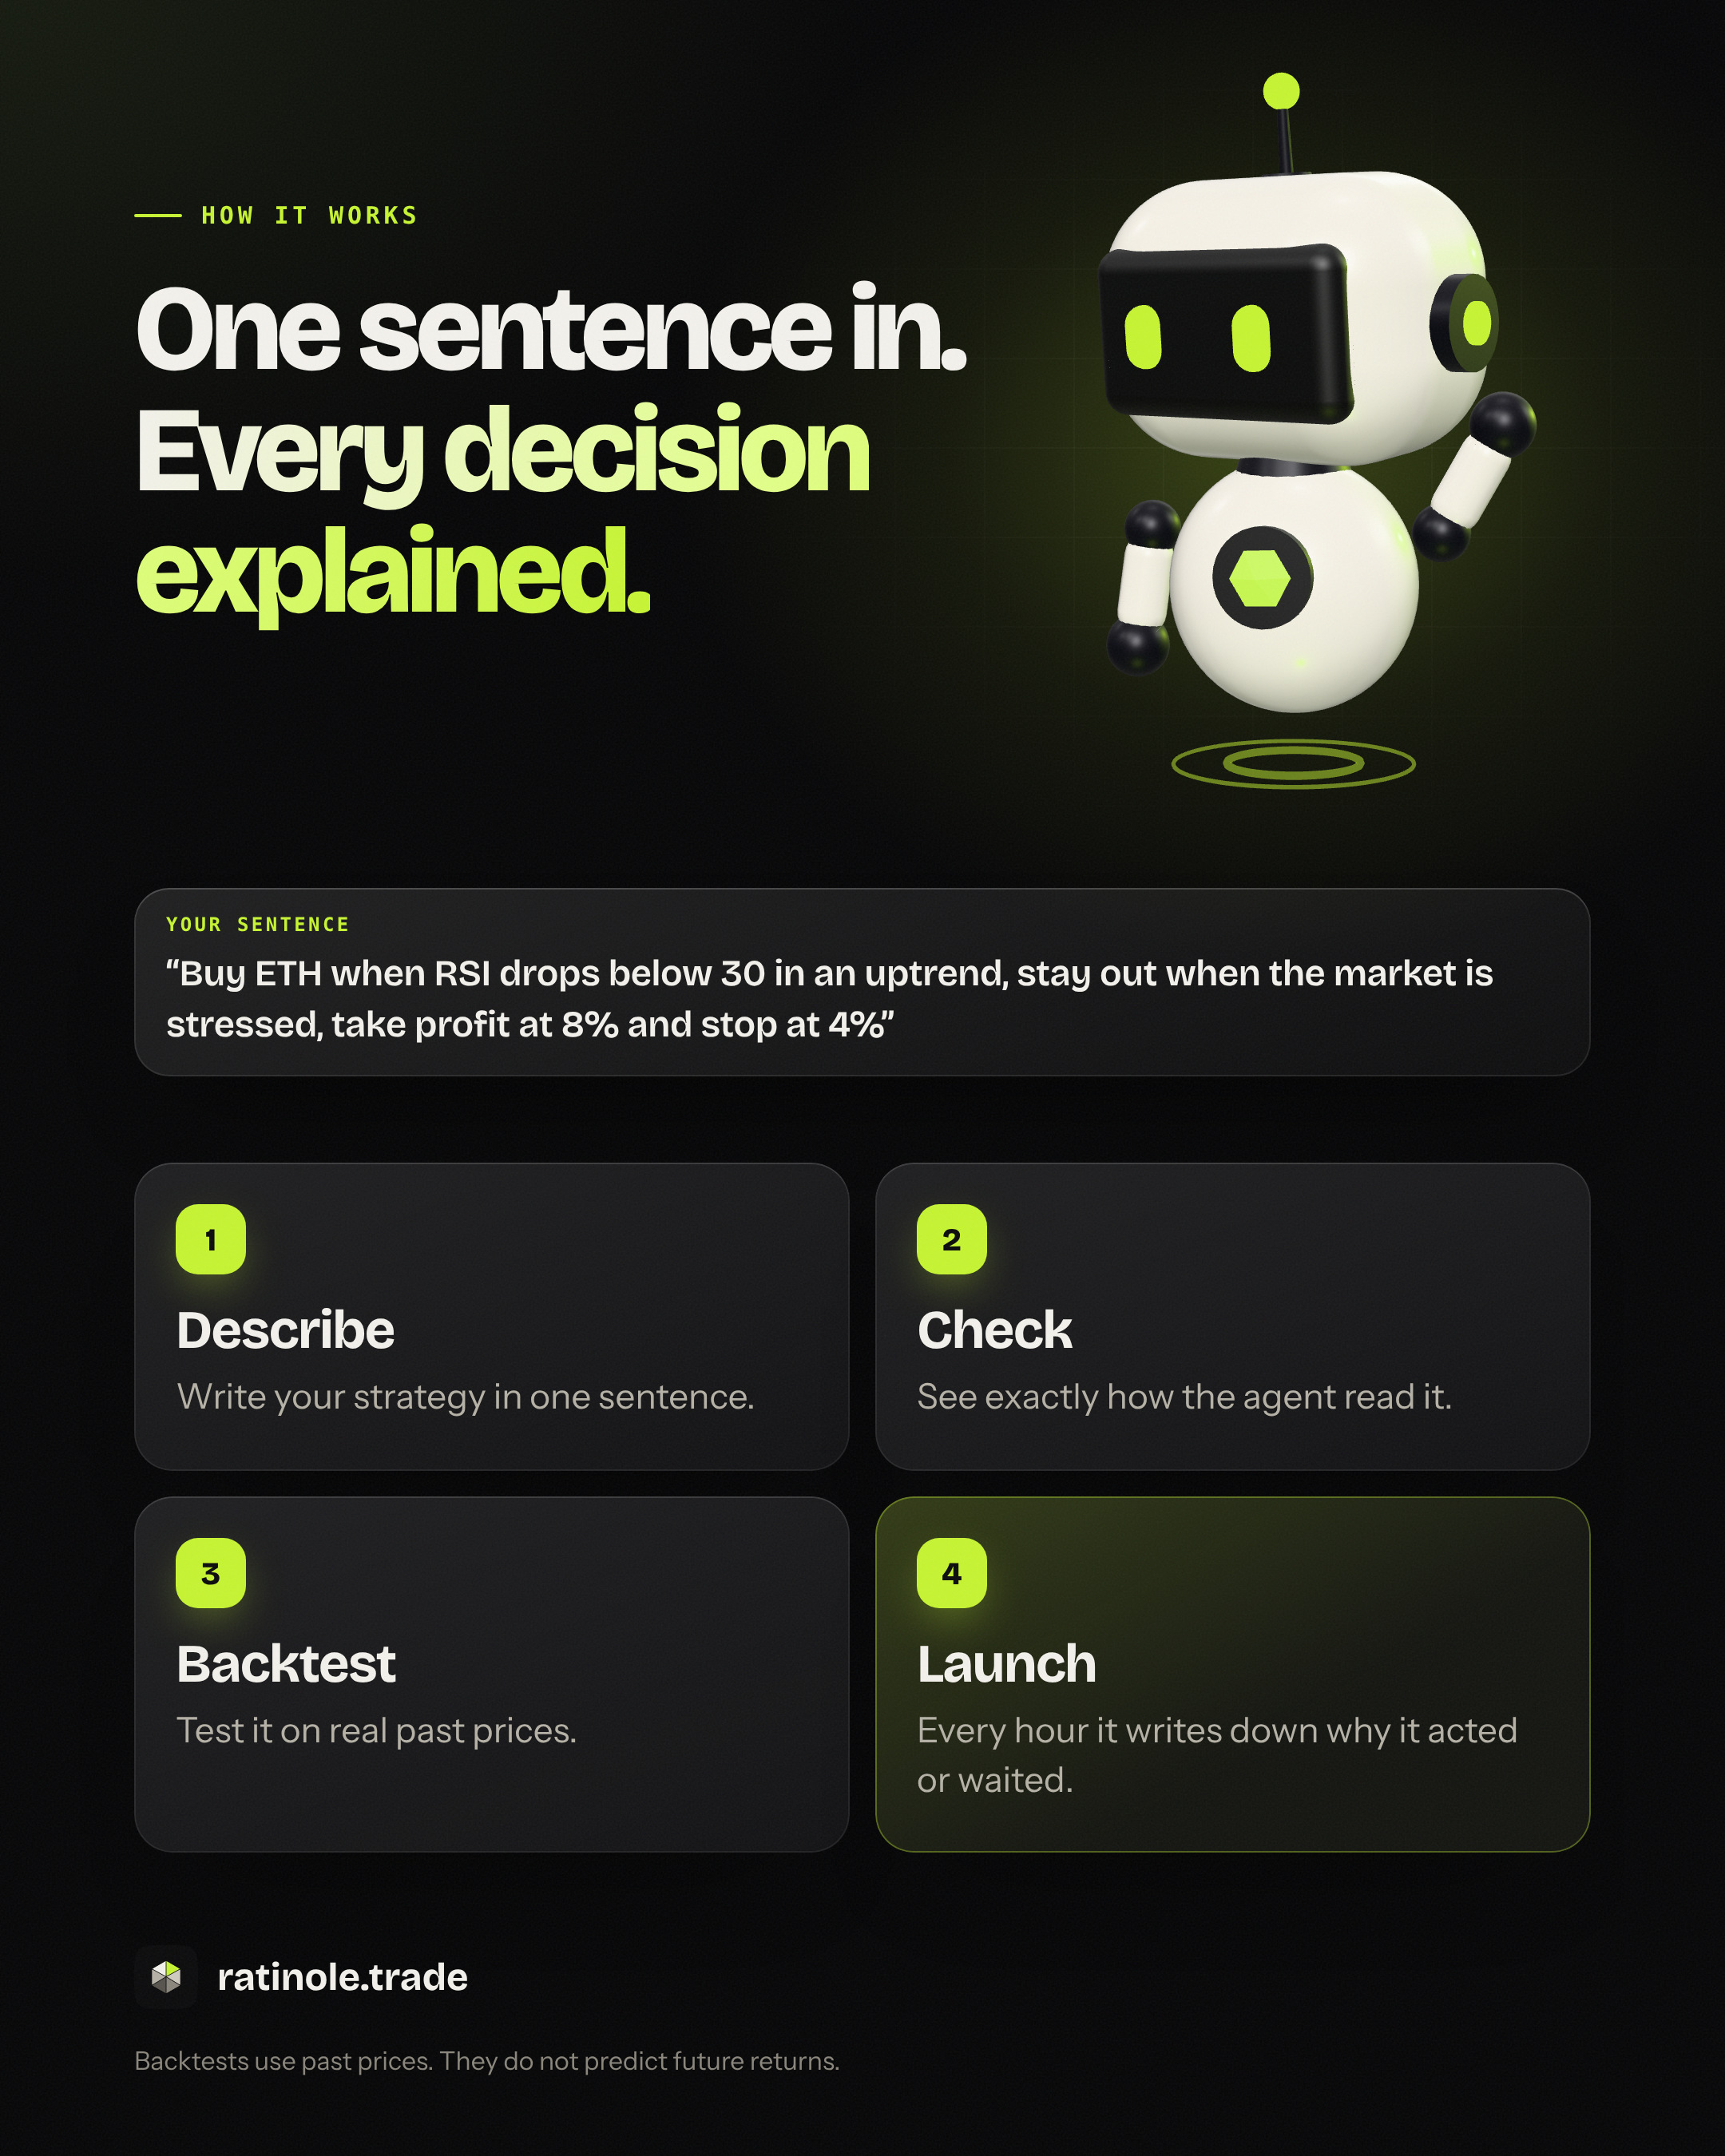 HOW IT WORKS
One sentence in.
Every decision
explained.
YOUR SENTENCE
“Buy ETH when RSI drops below 30 in an uptrend, stay out when the market is
stressed, take profit at 8% and stop at 4%”
1
Describe
Write your strategy in one sentence.
2
Check
See exactly how the agent read it.
3
Backtest
Test it on real past prices.
4
Launch
Every hour it writes down why it acted
or waited.
ratinole.trade
Backtests use past prices. They do not predict future returns.